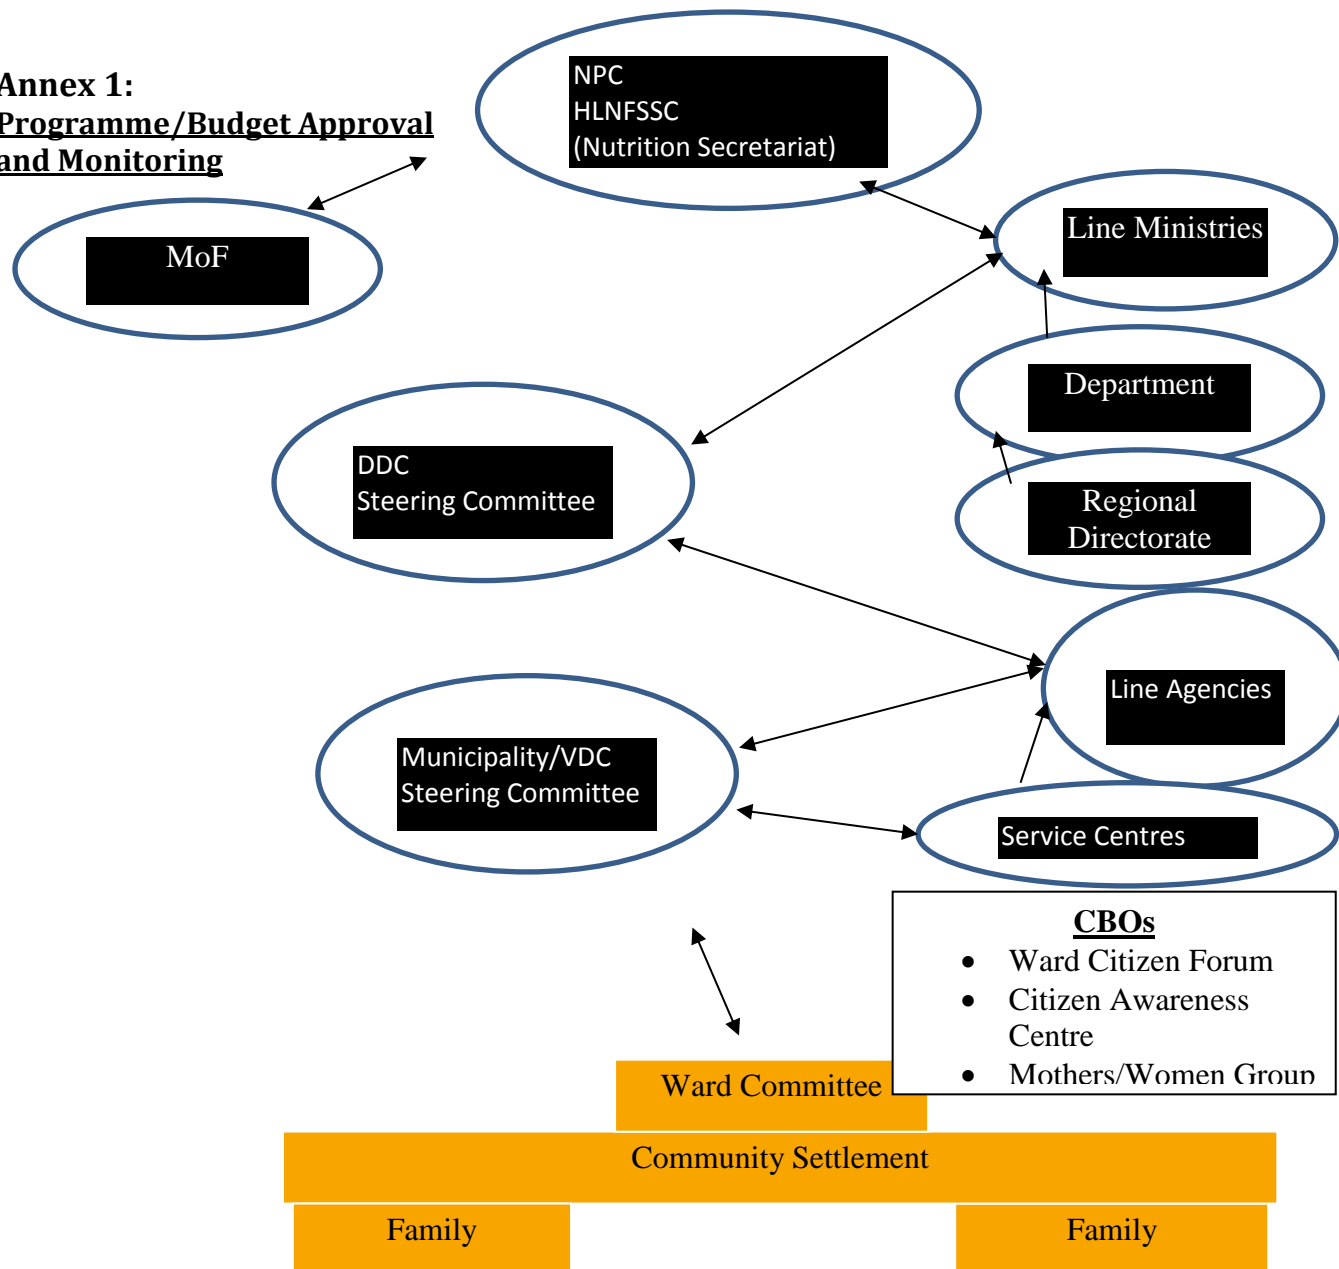 Annex 1:
Programme/Budget Approval
and Monitoring
NPC
HLNFSSC
(Nutrition Secretariat)
MoF
Line Ministries
Department
DDC
Steering Committee
Regional
Directorate
Line Agencies
Municipality/VDC
Steering Committee
Service Centres
CBOs
• Ward Citizen Forum
• Citizen Awareness
Centre
• Mothers/Women Group
Ward Committee
Community Settlement
Family
Family